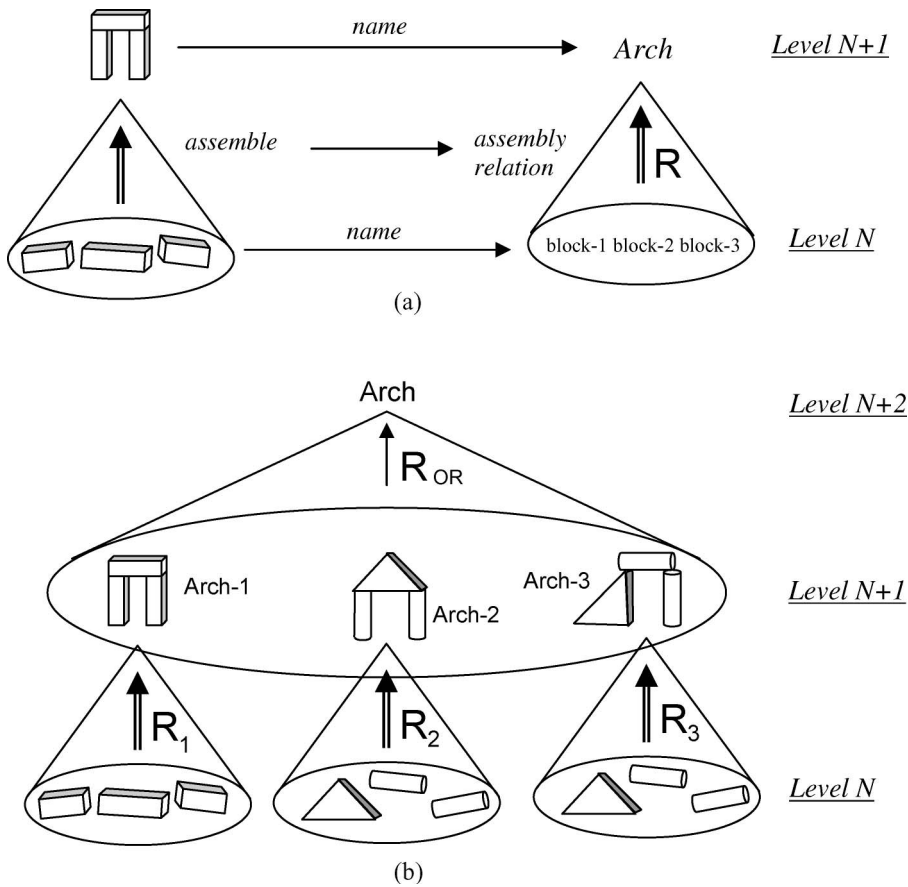 name
Arch
Level N+1
assemble
assembly
relation
R
name
block-1 block-2 block-3
Level N
(a)
Arch
Level N+2
R OR
Arch-1
Arch-2
Arch-3
Level N+1
R1
R2
R3
Level N
(b)